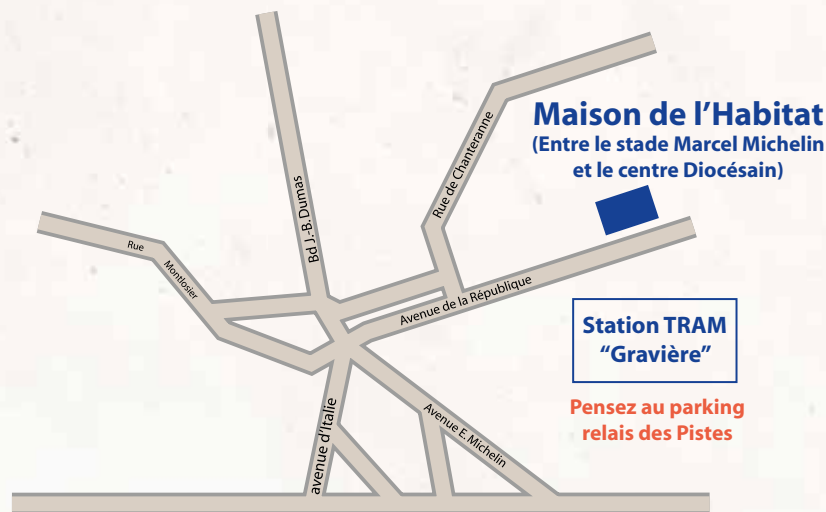 Maison de l’Habitat
(Entre le stade Marcel Michelin
et le centre Diocésain)
Rue de Chanteranne
Bd J.-B. Dumas
Rue
Montlosier
Avenue de la République
Station TRAM
“Gravière”
Pensez au parking
relais des Pistes
avenue d’Italie
Avenue E. Michelin